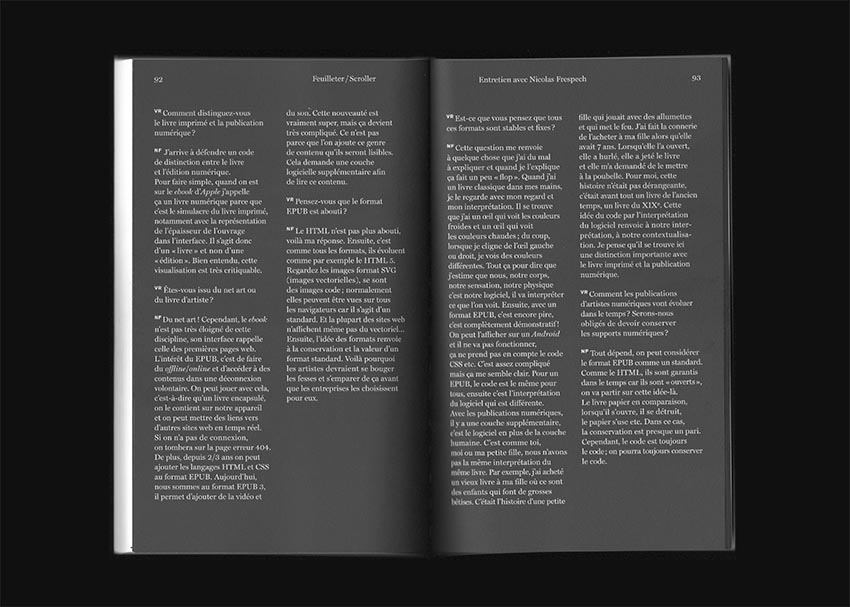 92
Feuilleter / Scroller
VR Comment distinguez-vous
le livre imprimé et la publication
numérique ?
NF J'arrive à défendre un code
de distinction entre le livre
et l'édition numérique.
Pour faire simple, quand on est
sur le ebook d'Apple j'appelle
ça un livre numérique parce que
c'est le simulacre du livre imprimé,
notamment avec la représentation
de l'épaisseur de l'ouvrage
dans l'interface. Il s'agit donc
d'un « livre » et non d'une
« édition ». Bien entendu, cette
visualisation est très critiquable.
VR Êtes-vous issu du net art ou
du livre d'artiste ?
NF Du net art ! Cependant, le ebook
n'est pas très éloigné de cette
discipline, son interface rappelle
celle des premières pages web.
L'intérêt du EPUB, c'est de faire
du offline/online et d'accéder à des
contenus dans une déconnexion
volontaire. On peut jouer avec cela,
c'est-à-dire qu'un livre encapsulé,
on le contient sur notre appareil
et on peut mettre des liens vers
d'autres sites web en temps réel.
Si on n'a pas de connexion,
on tombera sur la page erreur 404.
De plus, depuis 2/3 ans on peut
ajouter les langages HTML et CSS
au format EPUB. Aujourd'hui,
nous sommes au format EPUB 3,
il permet d'ajouter de la vidéo et
du son. Cette nouveauté est
vraiment super, mais ça devient
très compliqué. Ce n'est pas
parce que l'on ajoute ce genre
de contenu qu'ils seront lisibles.
Cela demande une couche
logicielle supplémentaire afin
de lire ce contenu.
VR Pensez-vous que le format
EPUB est abouti ?
NF Le HTML n'est pas plus abouti,
voilà ma réponse. Ensuite, c'est
comme tous les formats, ils évoluent
comme par exemple le HTML 5.
Regardez les images format SVG
(images vectorielles), se sont
des images code ; normalement
elles peuvent être vues sur tous
les navigateurs car il s'agit d'un
standard. Et la plupart des sites web
n'affichent même pas du vectoriel...
Ensuite, l'idée des formats renvoie
à la conservation et la valeur d'un
format standard. Voilà pourquoi
les artistes devraient se bouger
les fesses et s'emparer de ça avant
que les entreprises les choisissent
pour eux.
Entretien avec Nicolas Frespech
93
VR Est-ce que vous pensez que tous
ces formats sont stables et fixes ?
NF Cette question me renvoie
à quelque chose que j'ai du mal
à expliquer et quand je l'explique
ça fait un peu « flop ». Quand j'ai
un livre classique dans mes mains,
je le regarde avec mon regard et
mon interprétation. Il se trouve
que j'ai un œil qui voit les couleurs
froides et un œil qui voit
les couleurs chaudes ; du coup,
lorsque je cligne de l'œil gauche
ou droit, je vois des couleurs
différentes. Tout ça pour dire que
j'estime que nous, notre corps,
notre sensation, notre physique
c'est notre logiciel, il va interpréter
ce que l'on voit. Ensuite, avec un
format EPUB, c'est encore pire,
c'est complètement démonstratif !
On peut l'afficher sur un Android
et il ne va pas fonctionner,
ça ne prend pas en compte le code
CSS etc. C'est assez compliqué
mais ça me semble clair. Pour un
EPUB, le code est le même pour
tous, ensuite c'est l'interprétation
du logiciel qui est différente.
Avec les publications numériques,
il y a une couche supplémentaire,
c'est le logiciel en plus de la couche
humaine. C'est comme toi,
moi ou ma petite fille, nous n'avons
pas la même interprétation du
même livre. Par exemple, j'ai acheté
un vieux livre à ma fille où ce sont
des enfants qui font de grosses
bêtises. C'était l'histoire d'une petite
fille qui jouait avec des allumettes
et qui met le feu. J'ai fait la connerie
de l'acheter à ma fille alors qu'elle
avait 7 ans. Lorsqu'elle l'a ouvert,
elle a hurlé, elle a jeté le livre
et elle m'a demandé de le mettre
à la poubelle. Pour moi, cette
histoire n'était pas dérangeante,
c'était avant tout un livre de l'ancien
temps, un livre du XIXe. Cette
idée du code par l'interprétation
du logiciel renvoie à notre inter-
prétation, à notre contextualisa-
tion. Je pense qu'il se trouve ici
une distinction importante avec
le livre imprimé et la publication
numérique.
VR Comment les publications
d'artistes numériques vont évoluer
dans le temps ? Serons-nous
obligés de devoir conserver
les supports numériques ?
NF Tout dépend, on peut considérer
le format EPUB comme un standard.
Comme le HTML, ils sont garantis
dans le temps car ils sont « ouverts »,
on va partir sur cette idée-là.
Le livre papier en comparaison,
lorsqu'il s'ouvre, il se détruit,
le papier s'use etc. Dans ce cas,
la conservation est presque un pari.
Cependant, le code est toujours
le code ; on pourra toujours conserver
le code.